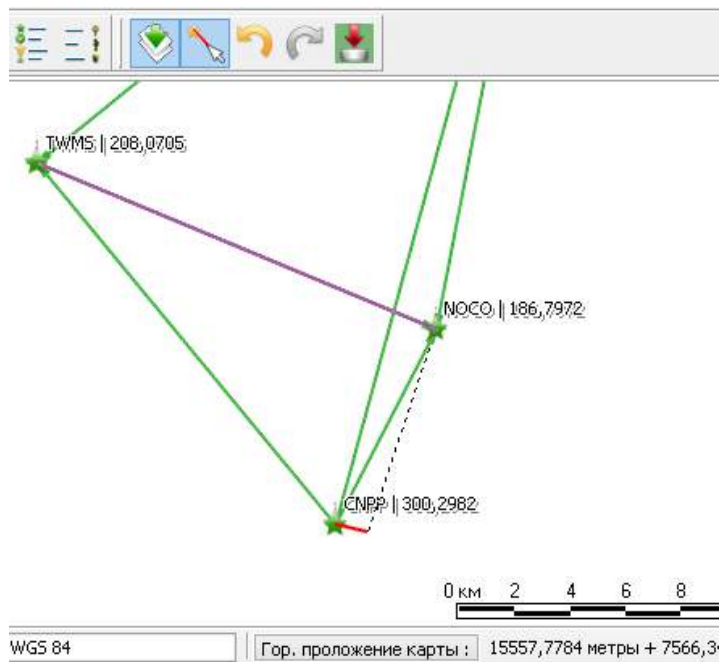 TWMS | 208,0705
NOCO | 186,7972
CNPP | 300,2982
0 км 2 4 6 8
WGS 84
Гор. проложение карты : 15557,7784 метры + 7566,3